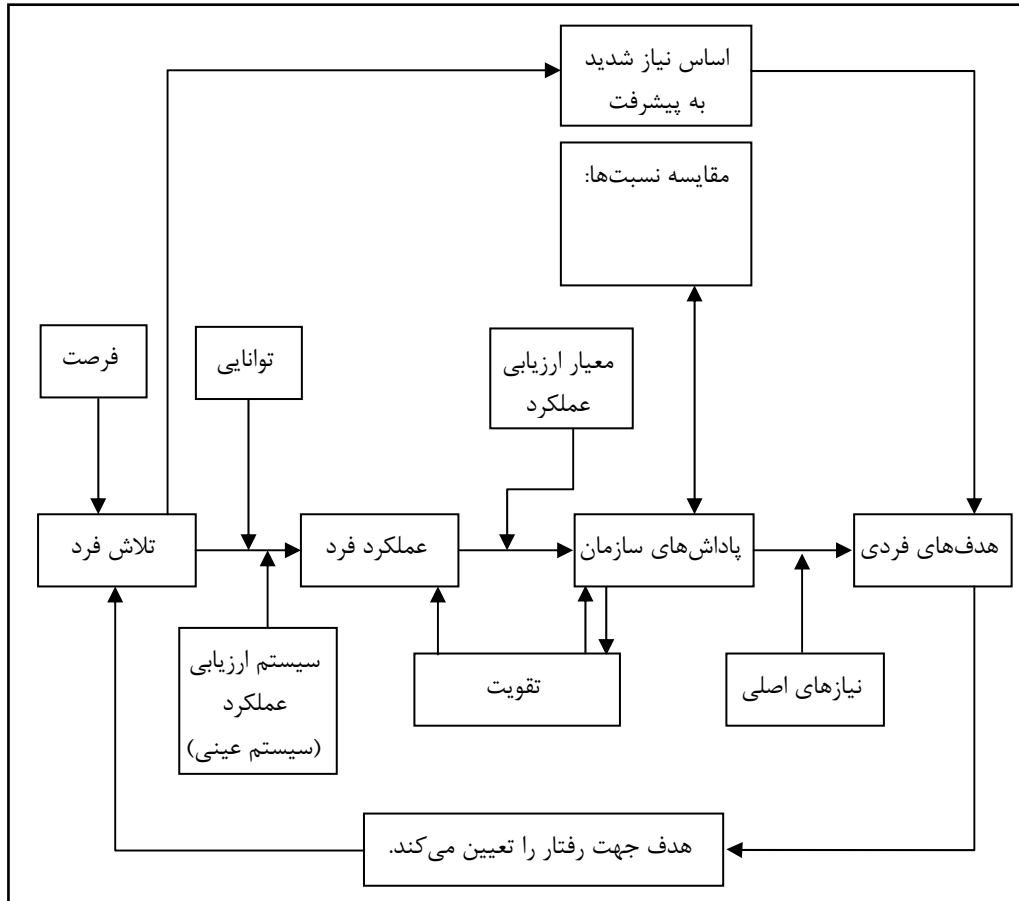 اساس نیاز شدید
به پیشرفت
مقایسه نسبت‌ها:
فرصت
توانایی
معیار ارزیابی
عملکرد
تلاش فرد
عملکرد فرد
پاداش‌های سازمان
هدف‌های فردی
سیستم ارزیابی
عملکرد
(سیستم عینی)
تقویت
نیازهای اصلی
هدف جهت رفتار را تعیین می‌کند.